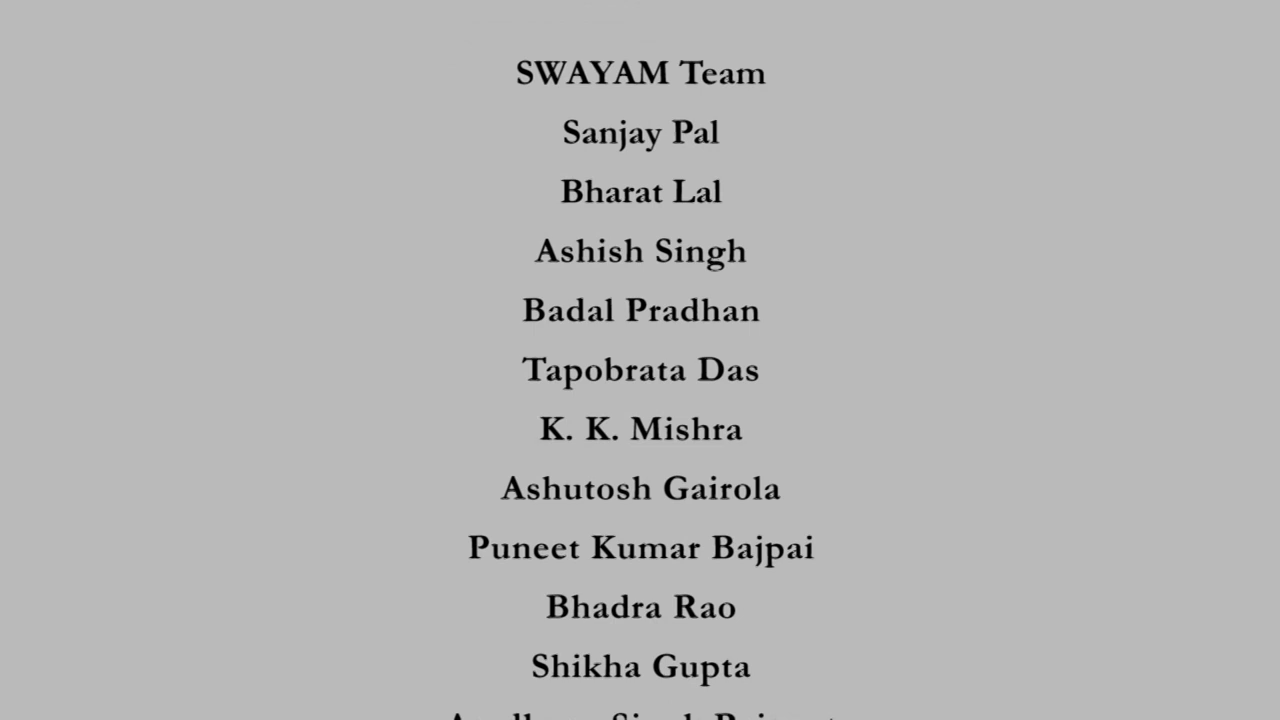 SWAYAM Team
Sanjay Pal
Bharat Lal
Ashish Singh
Badal Pradhan
Tapobrata Das
K. K. Mishra
Ashutosh Gairola
Puneet Kumar Bajpai
Bhadra Rao
Shikha Gupta
Singh